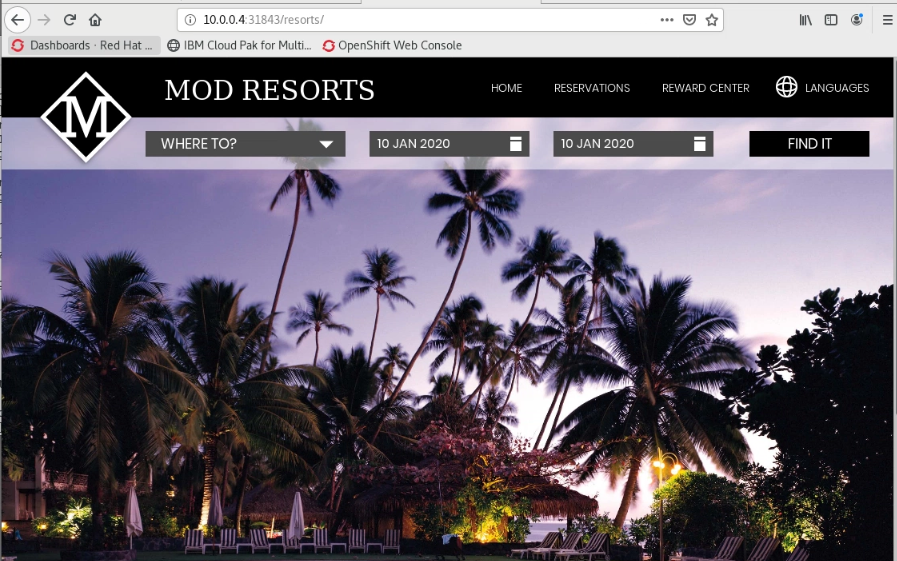 10.0.0.4:31843/resorts/
Dashboards · Red Hat ... IBM Cloud Pak for Multi... OpenShift Web Console
M MOD RESORTS HOME RESERVATIONS REWARD CENTER LANGUAGES
WHERE TO? 10 JAN 2020 10 JAN 2020 FIND IT